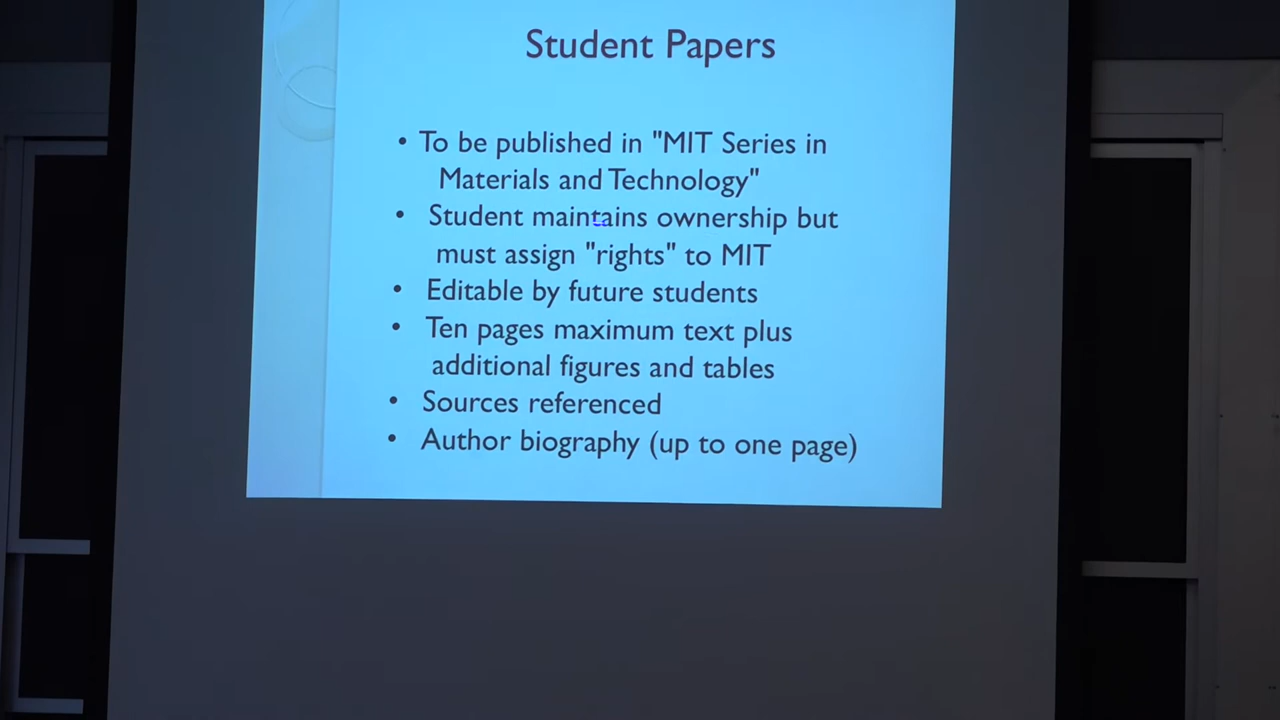 Student Papers
• To be published in "MIT Series in
Materials and Technology"
• Student maintains ownership but
must assign "rights" to MIT
• Editable by future students
• Ten pages maximum text plus
additional figures and tables
• Sources referenced
• Author biography (up to one page)